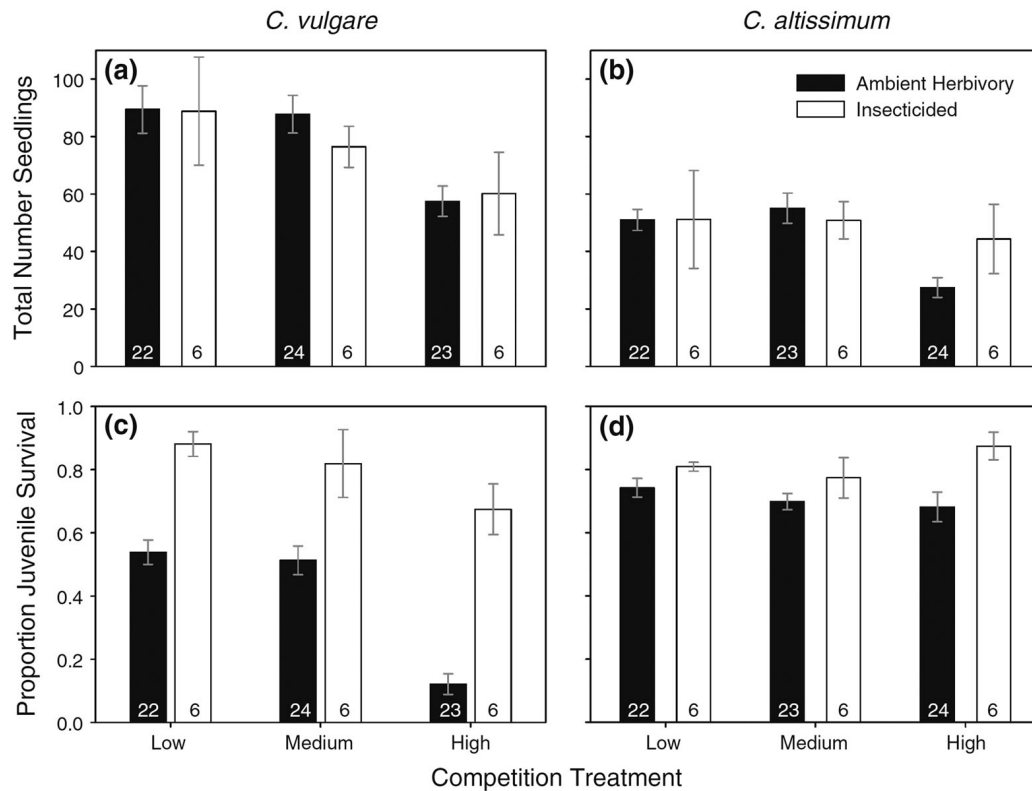 C. vulgare
C. altissimum
(a)
(b)
Ambient Herbivory
Insecticided
Total Number Seedlings
100
80
60
40
20
0
22 6 24 6 23 6
22 6 23 6 24 6
(c)
(d)
Proportion Juvenile Survival
1.0
0.8
0.6
0.4
0.2
0.0
22 6 24 6 23 6
22 6 23 6 24 6
Low Medium High
Low Medium High
Competition Treatment